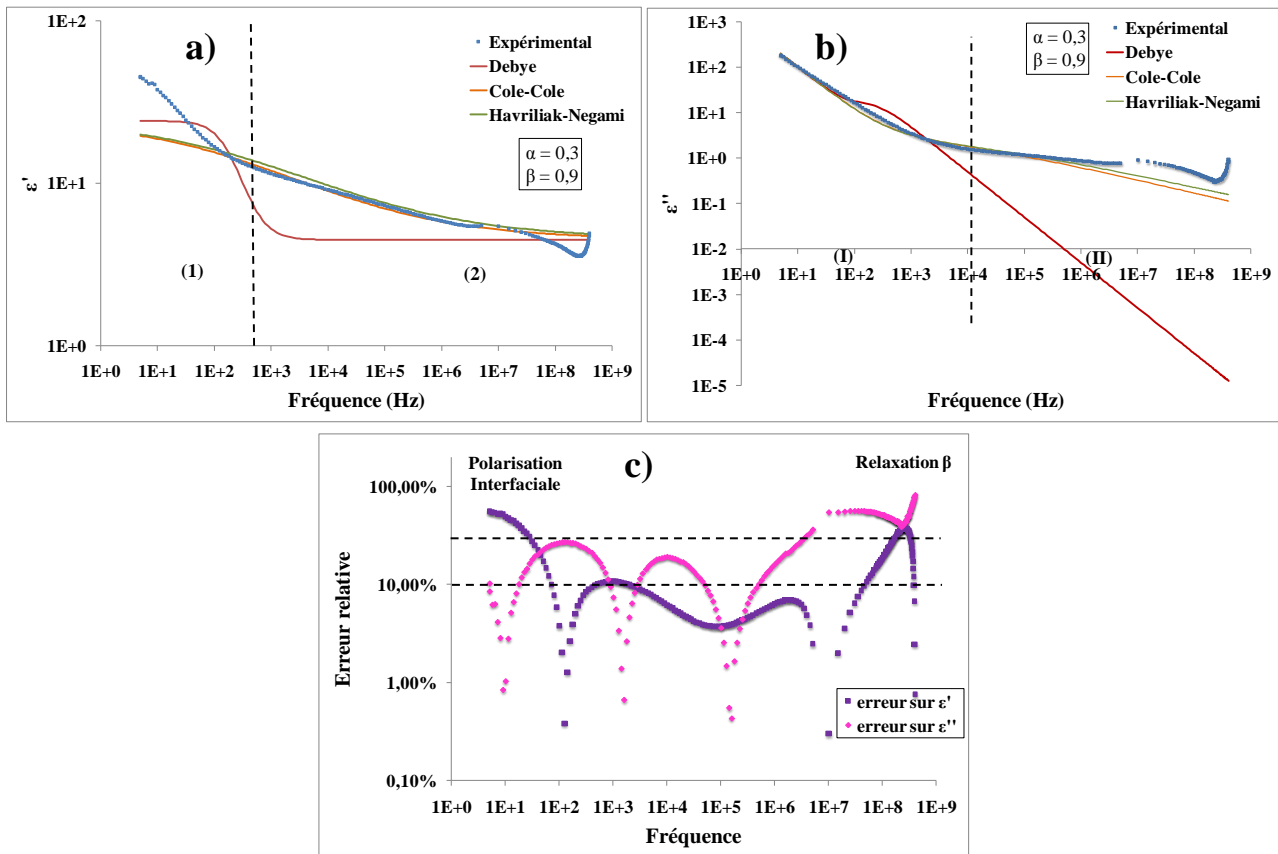 a)
1E+2
1E+1
1E+0
ε'
Expérimental
Debye
Cole-Cole
Havriliak-Negami
α = 0,3
β = 0,9
(1)
(2)
1E+0 1E+1 1E+2 1E+3 1E+4 1E+5 1E+6 1E+7 1E+8 1E+9
Fréquence (Hz)
b)
1E+3
1E+2
1E+1
1E+0
1E-1
1E-2
1E-3
1E-4
1E-5
ε''
α = 0,3
β = 0,9
Expérimental
Debye
Cole-Cole
Havriliak-Negami
(I)
(II)
1E+0 1E+1 1E+2 1E+3 1E+4 1E+5 1E+6 1E+7 1E+8 1E+9
Fréquence (Hz)
c)
Polarisation
Interfaciale
Relaxation β
100,00%
10,00%
1,00%
0,10%
Erreur relative
erreur sur ε'
erreur sur ε''
1E+0 1E+1 1E+2 1E+3 1E+4 1E+5 1E+6 1E+7 1E+8 1E+9
Fréquence